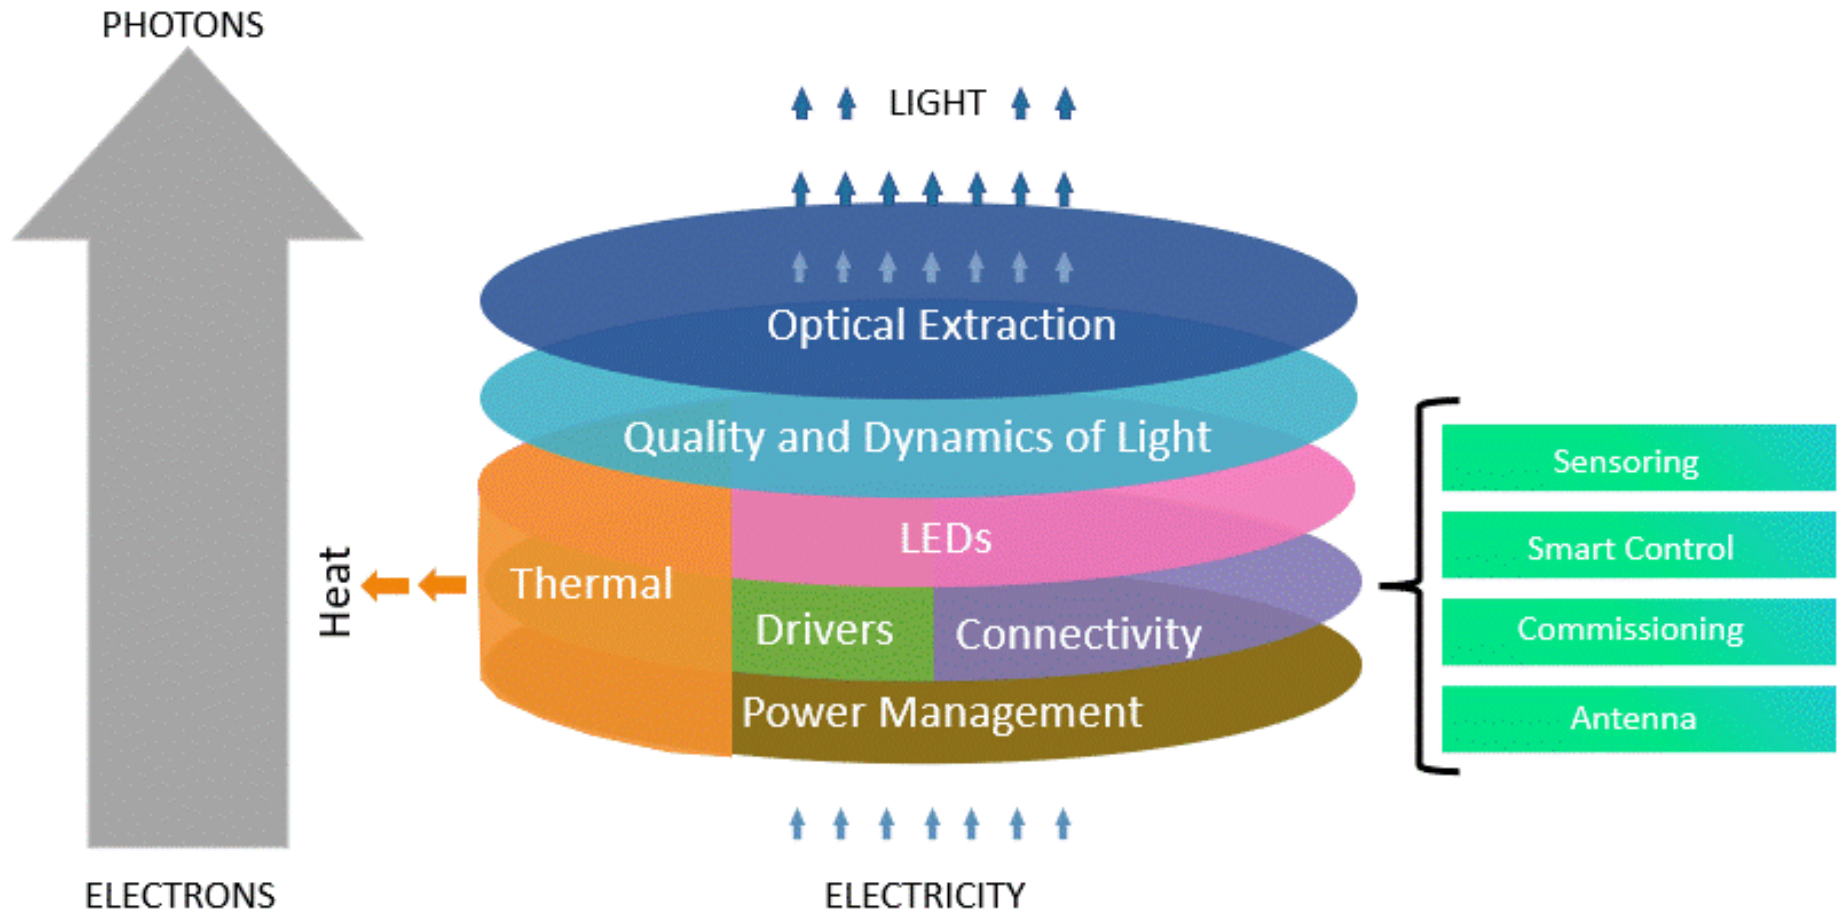 PHOTONS
LIGHT
Optical Extraction
Quality and Dynamics of Light
LEDs
Thermal
Heat
Drivers
Connectivity
Power Management
Sensoring
Smart Control
Commissioning
Antenna
ELECTRONS
ELECTRICITY